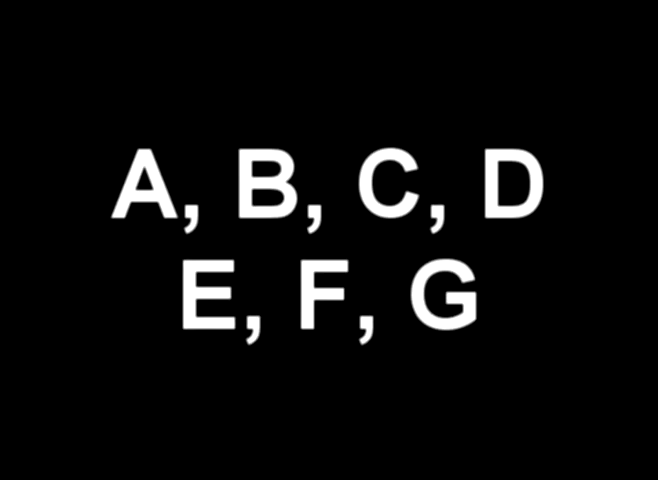 A, B, C, D
E, F, G